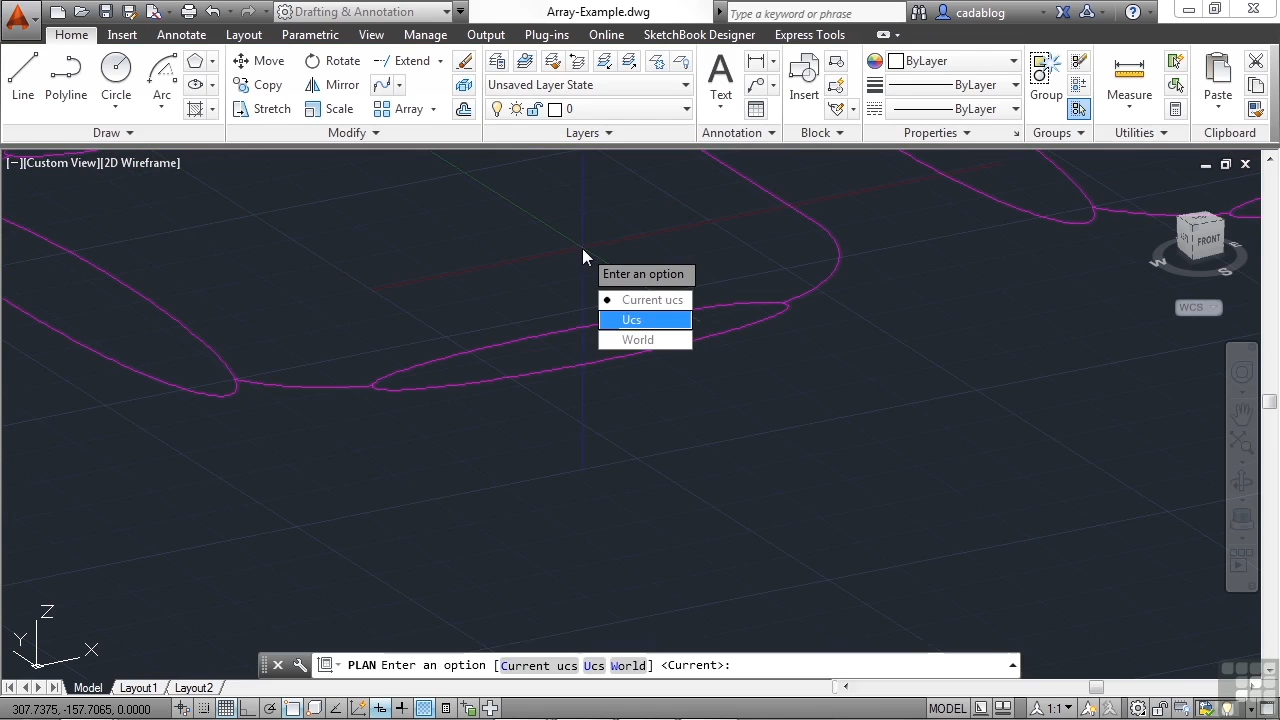 Drafting & Annotation
Array-Example.dwg
Type a keyword or phrase
cadablog
Home Insert Annotate Layout Parametric View Manage Output Plug-ins Online SketchBook Designer Express Tools
Line
Polyline
Circle
Arc
Move Rotate Extend
Copy Mirror
Stretch Scale Array
Unsaved Layer State
0
Text
Insert
ByLayer
ByLayer
ByLayer
Group
Measure
Paste
Draw Modify Layers Annotation Block Properties Groups Utilities Clipboard
[−][Custom View][2D Wireframe]
FRONT
W
S
E
WCS
Enter an option
Current ucs
Ucs
World
Z
Y
X
PLAN Enter an option [Current ucs Ucs World] <Current>:
Model Layout1 Layout2
307.7375, -157.7065, 0.0000
MODEL
1:1